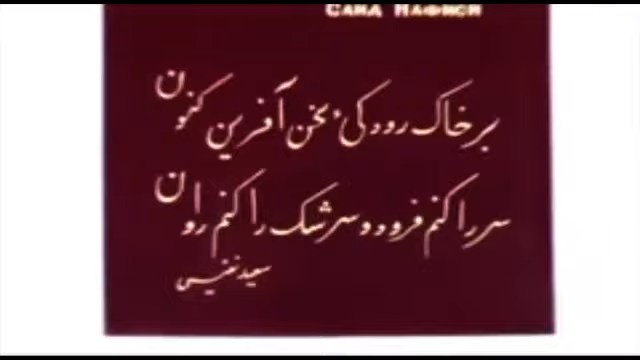 САИД НАФИСИ
بر خاک رودکیٔ سخن آفرین کنون
سر را کنم فرود و سرشک را کنم روان
سعید نفیسی